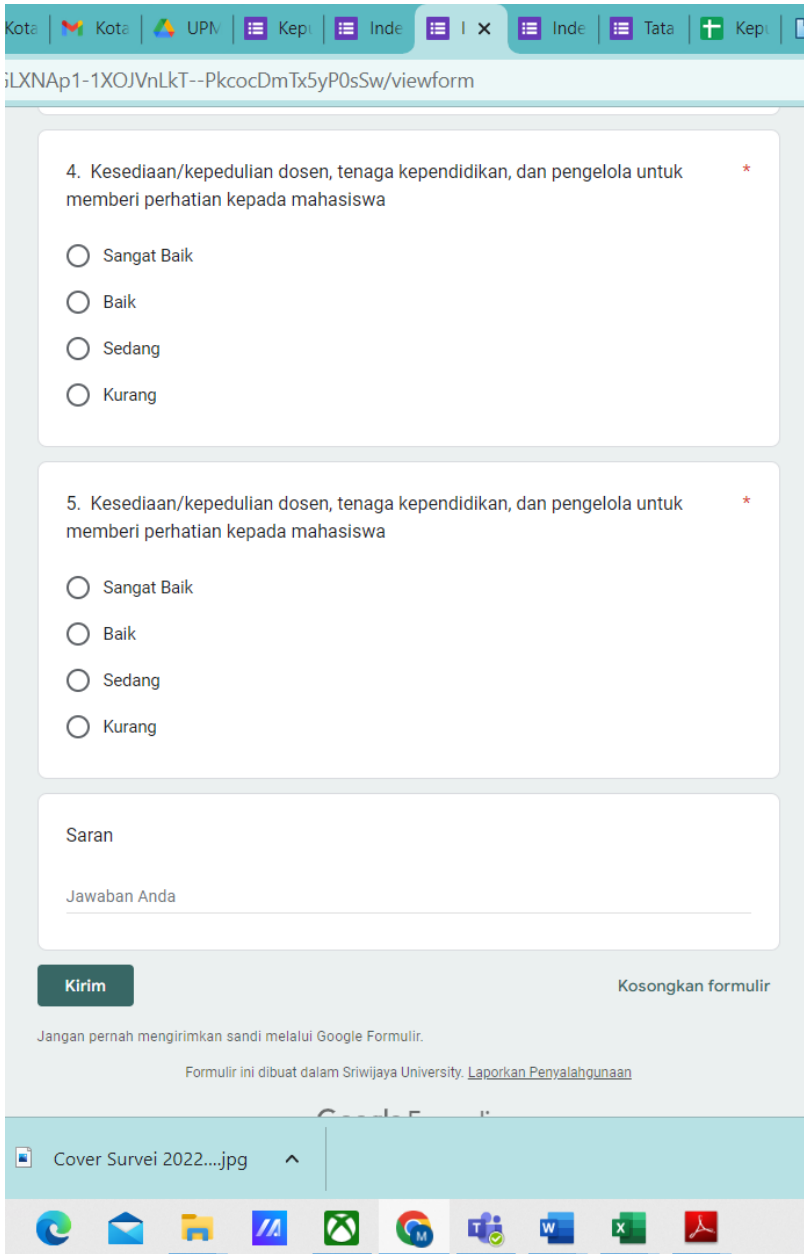 Kota Kota UPM Kepu Inde I Inde Tata Kepu
GLXNAp1-1XOJVnLkT--PkcocDmTx5yP0sSw/viewform
4. Kesediaan/kepedulian dosen, tenaga kependidikan, dan pengelola untuk *
memberi perhatian kepada mahasiswa
Sangat Baik
Baik
Sedang
Kurang
5. Kesediaan/kepedulian dosen, tenaga kependidikan, dan pengelola untuk *
memberi perhatian kepada mahasiswa
Sangat Baik
Baik
Sedang
Kurang
Saran
Jawaban Anda
Kirim Kosongkan formulir
Jangan pernah mengirimkan sandi melalui Google Formulir.
Formulir ini dibuat dalam Sriwijaya University. Laporkan Penyalahgunaan
Cover Survei 2022....jpg